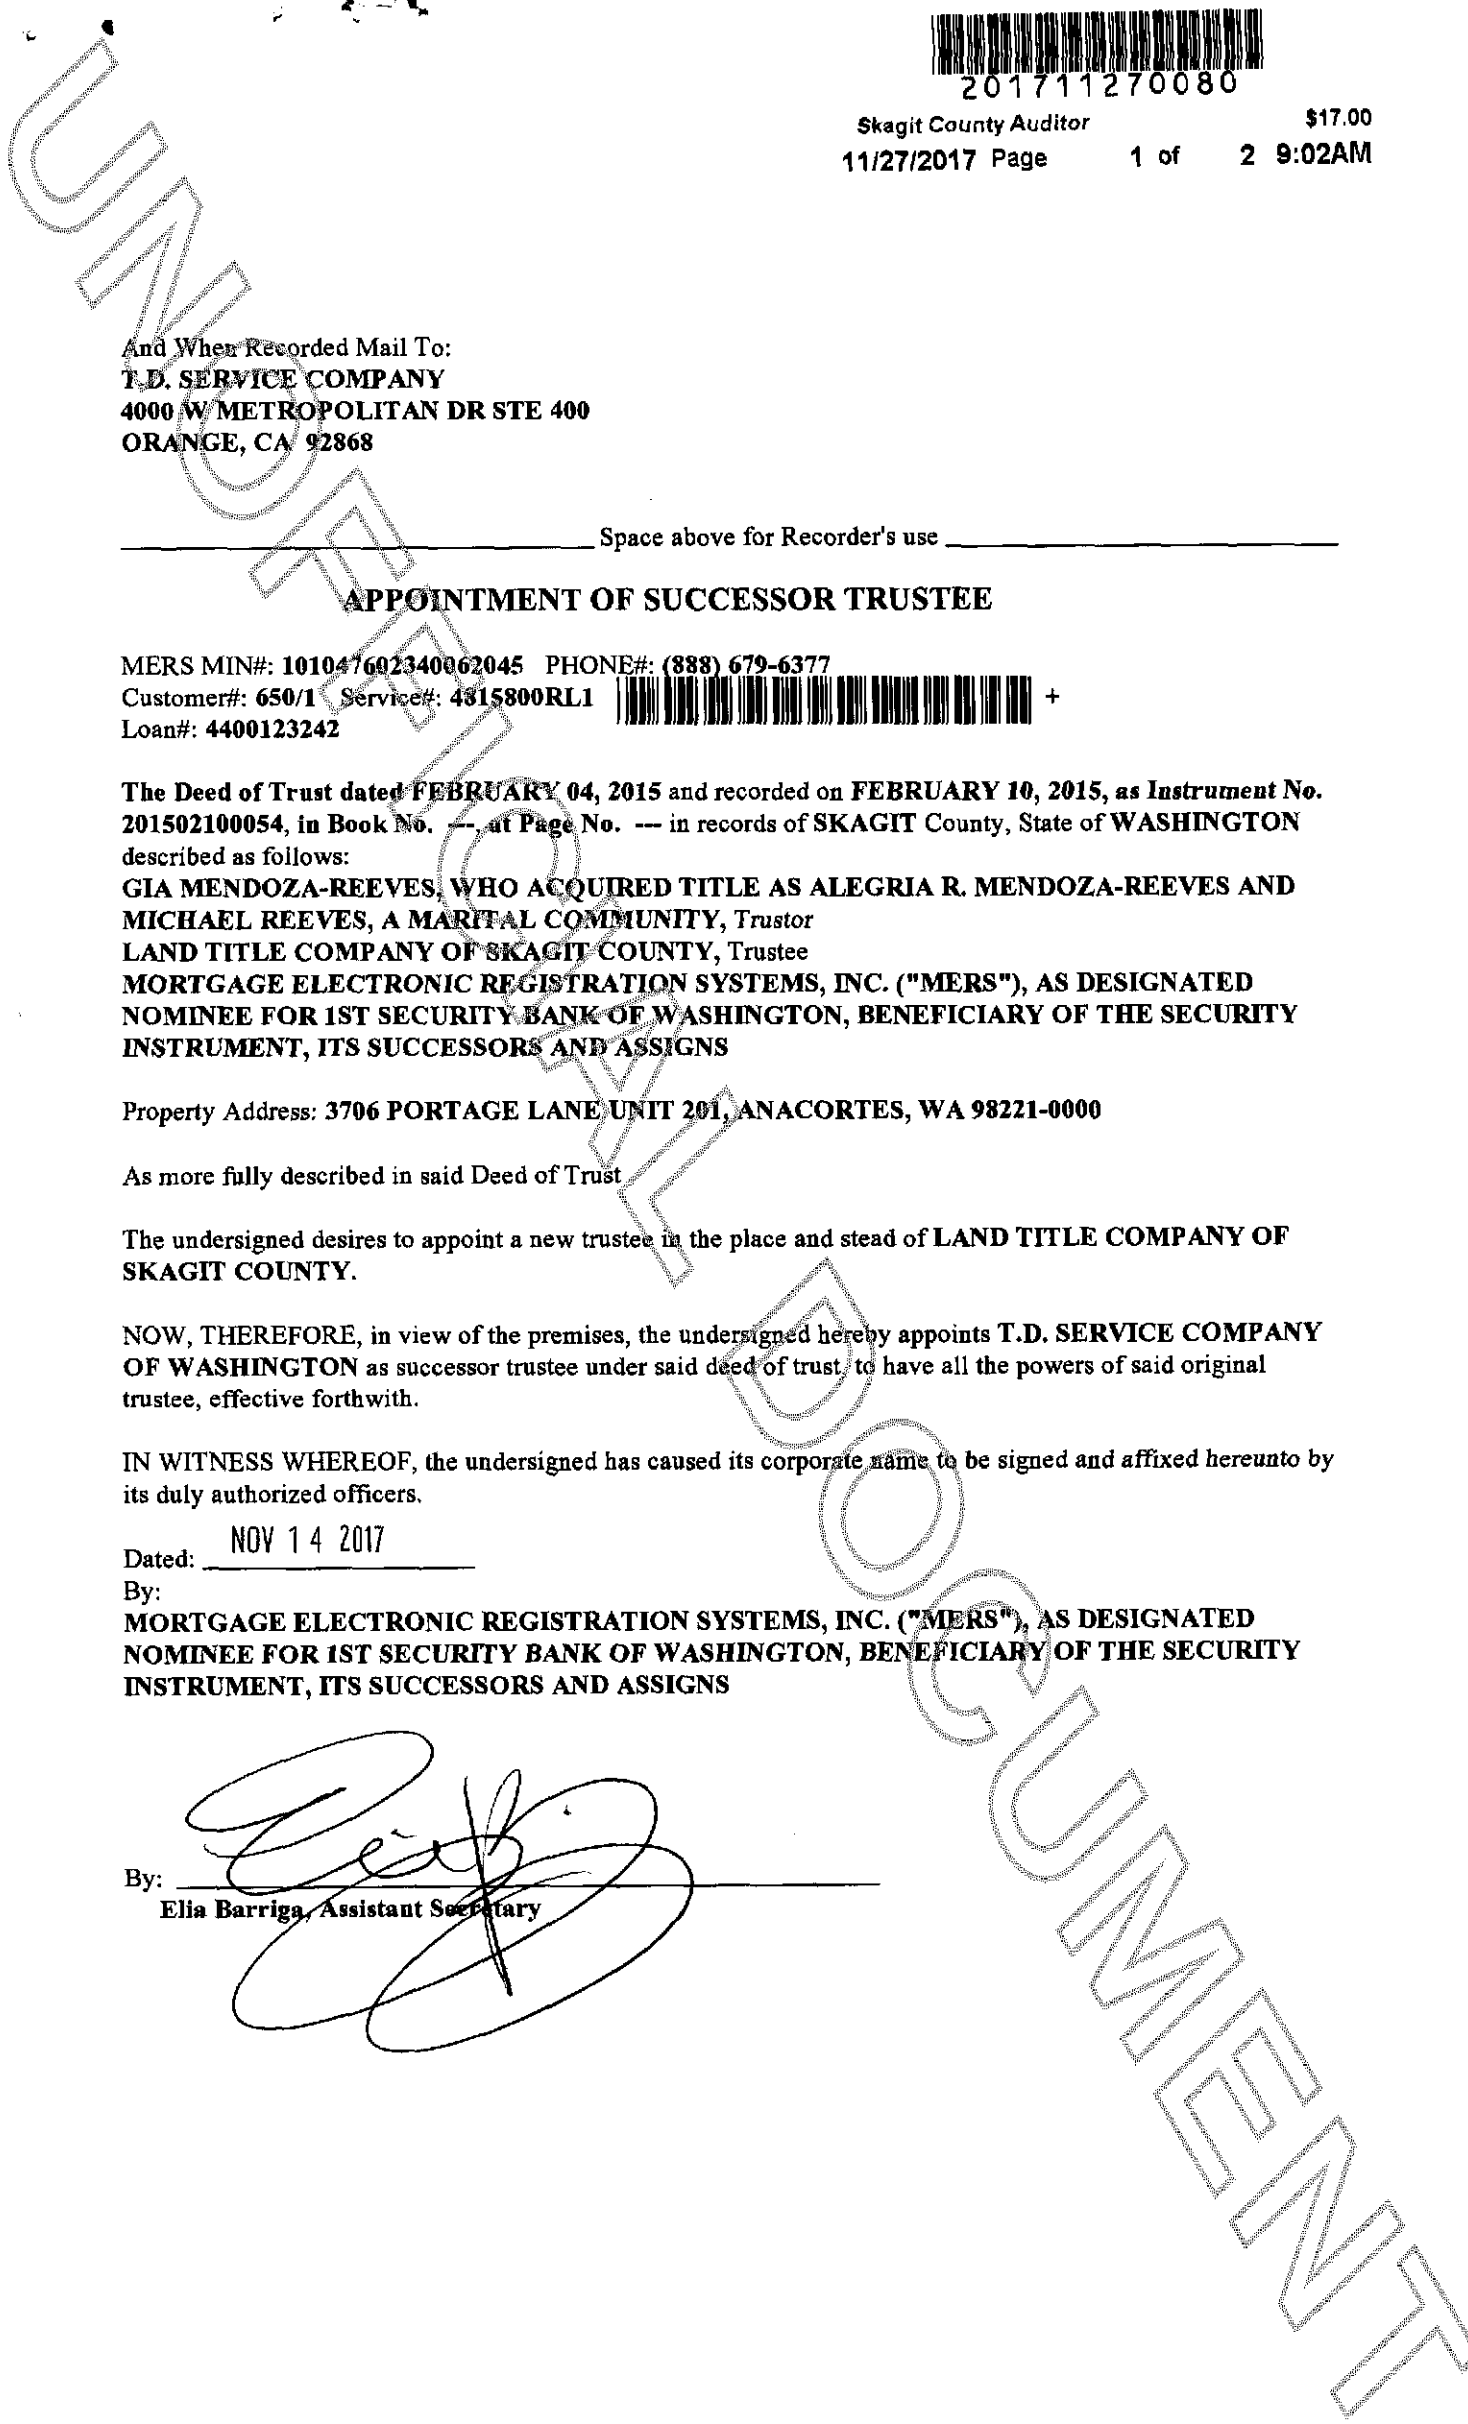 201711270080
Skagit County Auditor $17.00
11/27/2017 Page 1 of 2 9:02AM
And When Recorded Mail To:
T.D. SERVICE COMPANY
4000 W METROPOLITAN DR STE 400
ORANGE, CA 92868
Space above for Recorder's use
APPOINTMENT OF SUCCESSOR TRUSTEE
MERS MIN#: 101047602340062045 PHONE#: (888) 679-6377
Customer#: 650/1 Service#: 4815800RL1 +
Loan#: 4400123242
The Deed of Trust dated FEBRUARY 04, 2015 and recorded on FEBRUARY 10, 2015, as Instrument No.
201502100054, in Book No. ---, at Page No. --- in records of SKAGIT County, State of WASHINGTON
described as follows:
GIA MENDOZA-REEVES, WHO ACQUIRED TITLE AS ALEGRIA R. MENDOZA-REEVES AND
MICHAEL REEVES, A MARITAL COMMUNITY, Trustor
LAND TITLE COMPANY OF SKAGIT COUNTY, Trustee
MORTGAGE ELECTRONIC REGISTRATION SYSTEMS, INC. ("MERS"), AS DESIGNATED
NOMINEE FOR 1ST SECURITY BANK OF WASHINGTON, BENEFICIARY OF THE SECURITY
INSTRUMENT, ITS SUCCESSORS AND ASSIGNS
Property Address: 3706 PORTAGE LANE UNIT 201, ANACORTES, WA 98221-0000
As more fully described in said Deed of Trust
The undersigned desires to appoint a new trustee in the place and stead of LAND TITLE COMPANY OF
SKAGIT COUNTY.
NOW, THEREFORE, in view of the premises, the undersigned hereby appoints T.D. SERVICE COMPANY
OF WASHINGTON as successor trustee under said deed of trust, to have all the powers of said original
trustee, effective forthwith.
IN WITNESS WHEREOF, the undersigned has caused its corporate name to be signed and affixed hereunto by
its duly authorized officers.
Dated: NOV 14 2017
By:
MORTGAGE ELECTRONIC REGISTRATION SYSTEMS, INC. ("MERS"), AS DESIGNATED
NOMINEE FOR 1ST SECURITY BANK OF WASHINGTON, BENEFICIARY OF THE SECURITY
INSTRUMENT, ITS SUCCESSORS AND ASSIGNS
By:
Elia Barriga, Assistant Secretary
UNOFFICIAL DOCUMENT